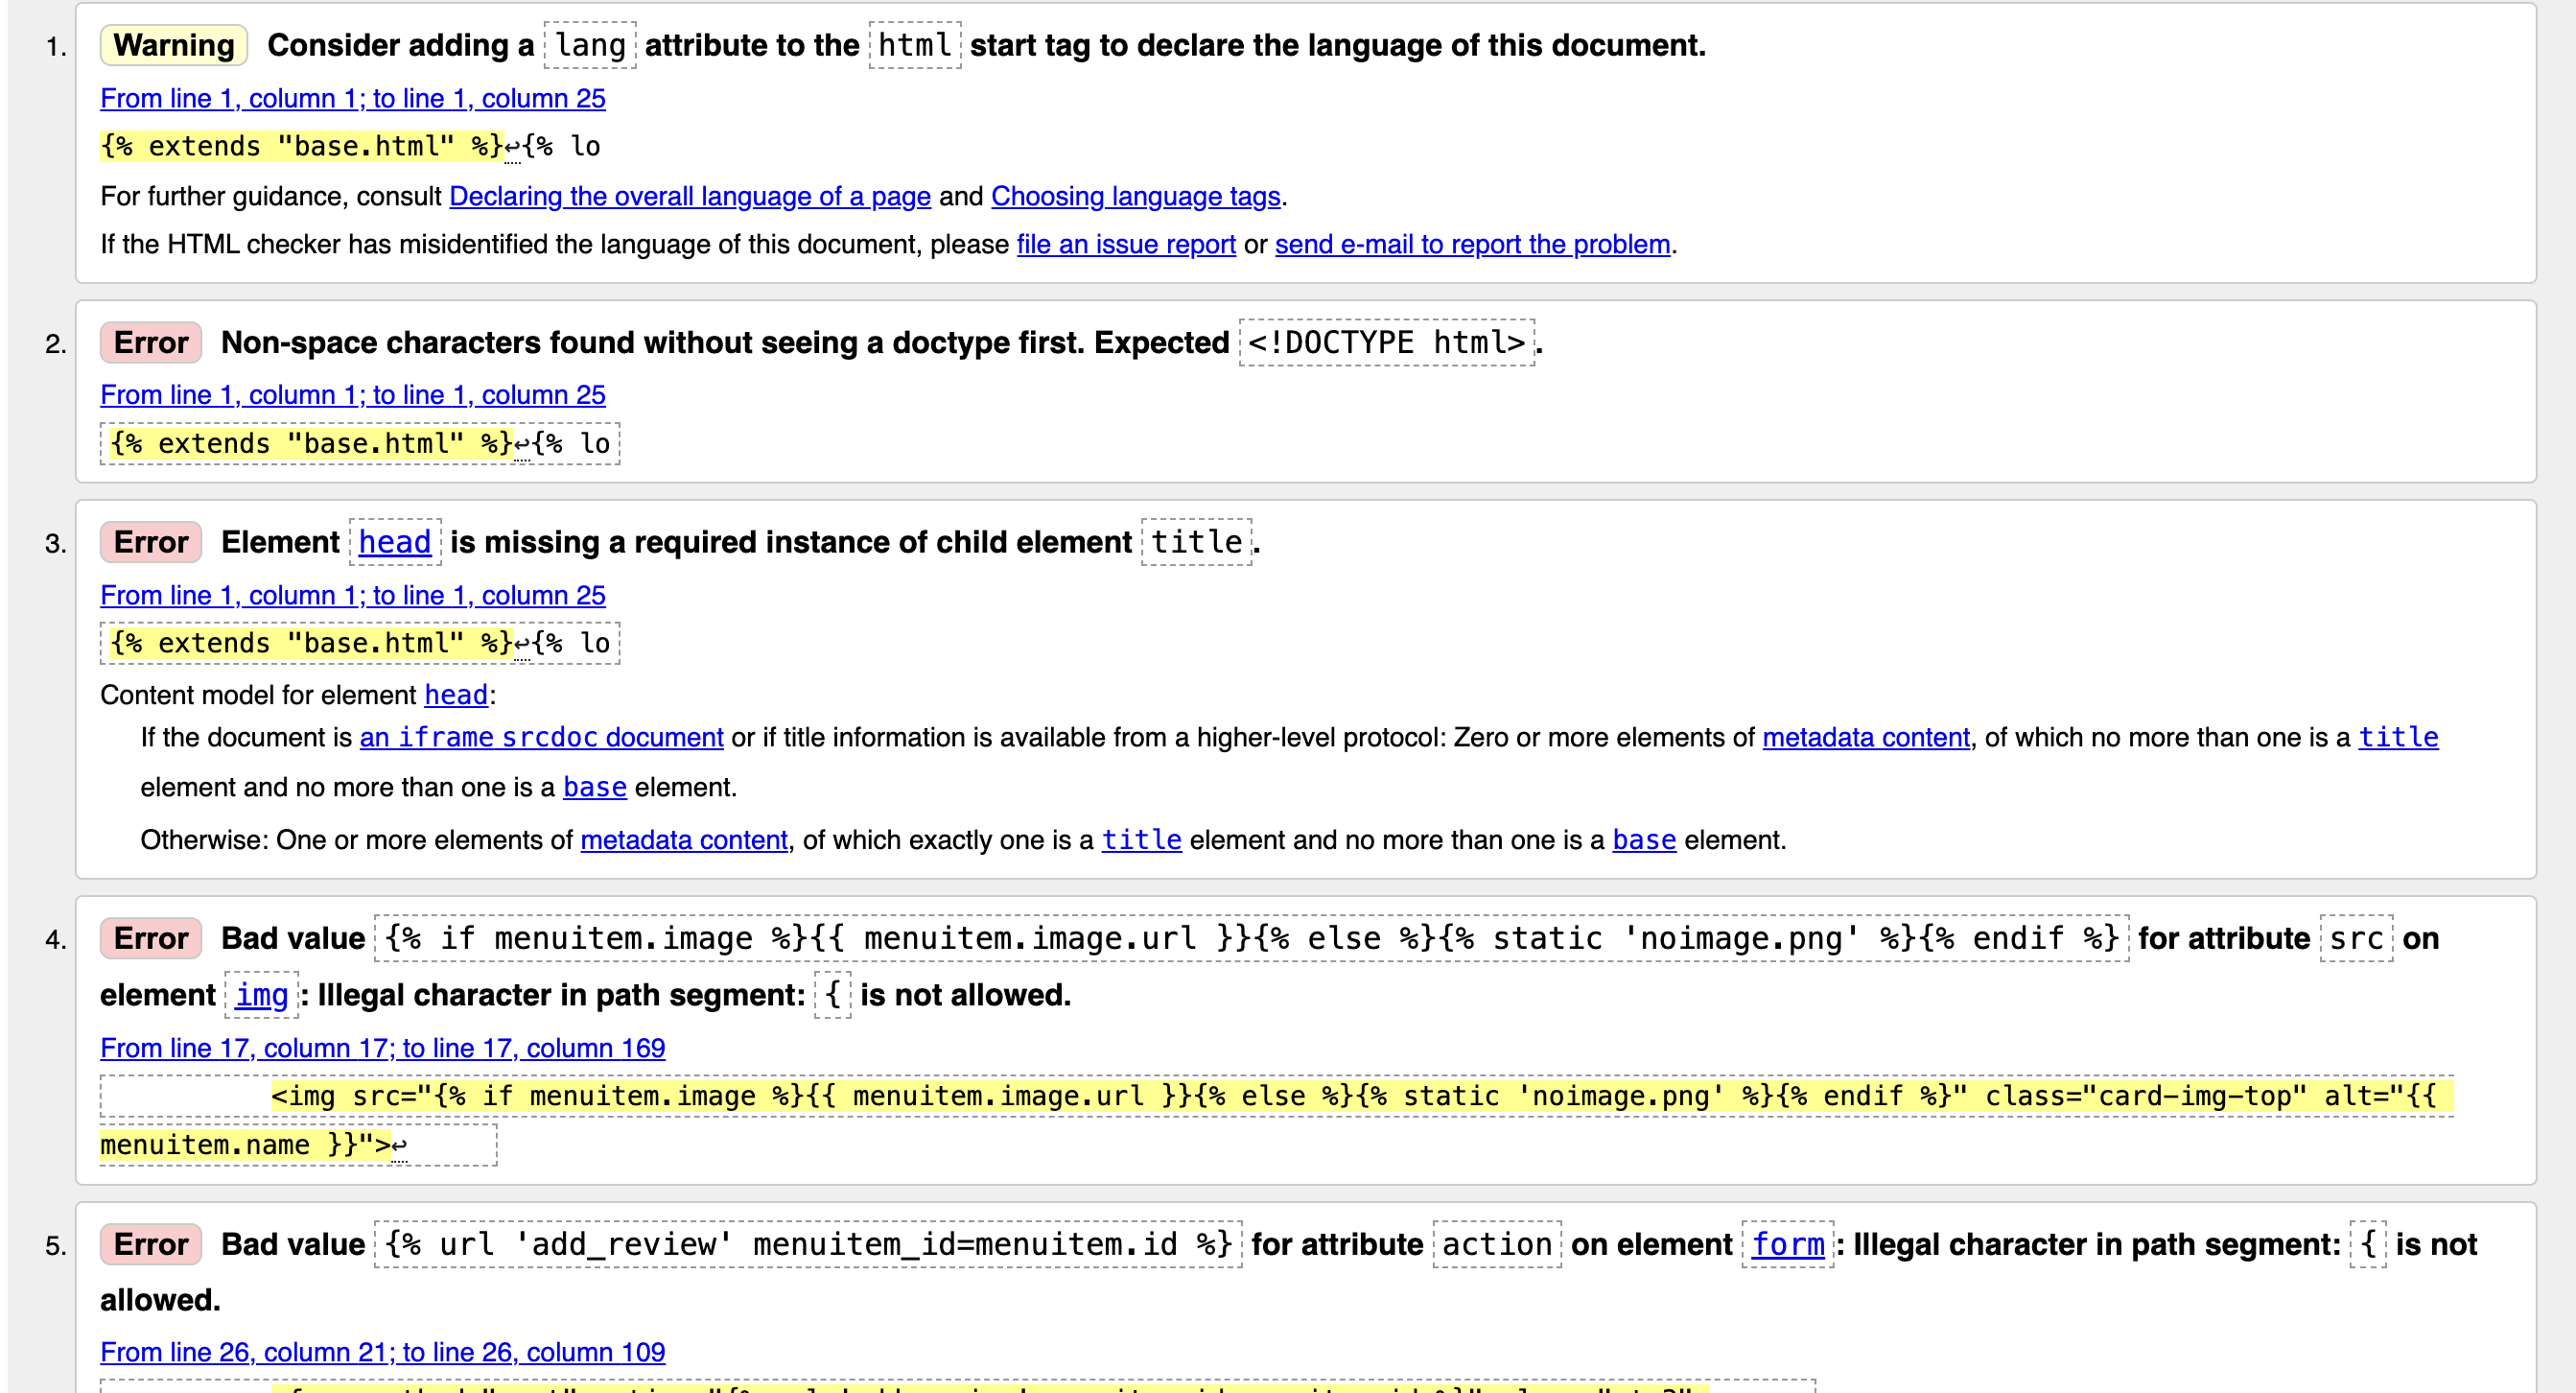 1. Warning Consider adding a lang attribute to the html start tag to declare the language of this document.
From line 1, column 1; to line 1, column 25
{% extends "base.html" %}↩{% lo
For further guidance, consult Declaring the overall language of a page and Choosing language tags.
If the HTML checker has misidentified the language of this document, please file an issue report or send e-mail to report the problem.
2. Error Non-space characters found without seeing a doctype first. Expected <!DOCTYPE html>.
From line 1, column 1; to line 1, column 25
{% extends "base.html" %}↩{% lo
3. Error Element head is missing a required instance of child element title.
From line 1, column 1; to line 1, column 25
{% extends "base.html" %}↩{% lo
Content model for element head:
If the document is an iframe srcdoc document or if title information is available from a higher-level protocol: Zero or more elements of metadata content, of which no more than one is a title
element and no more than one is a base element.
Otherwise: One or more elements of metadata content, of which exactly one is a title element and no more than one is a base element.
4. Error Bad value {% if menuitem.image %}{{ menuitem.image.url }}{% else %}{% static 'noimage.png' %}{% endif %} for attribute src on
element img: Illegal character in path segment: { is not allowed.
From line 17, column 17; to line 17, column 169
<img src="{% if menuitem.image %}{{ menuitem.image.url }}{% else %}{% static 'noimage.png' %}{% endif %}" class="card-img-top" alt="{{
menuitem.name }}">↩
5. Error Bad value {% url 'add_review' menuitem_id=menuitem.id %} for attribute action on element form: Illegal character in path segment: { is not
allowed.
From line 26, column 21; to line 26, column 109